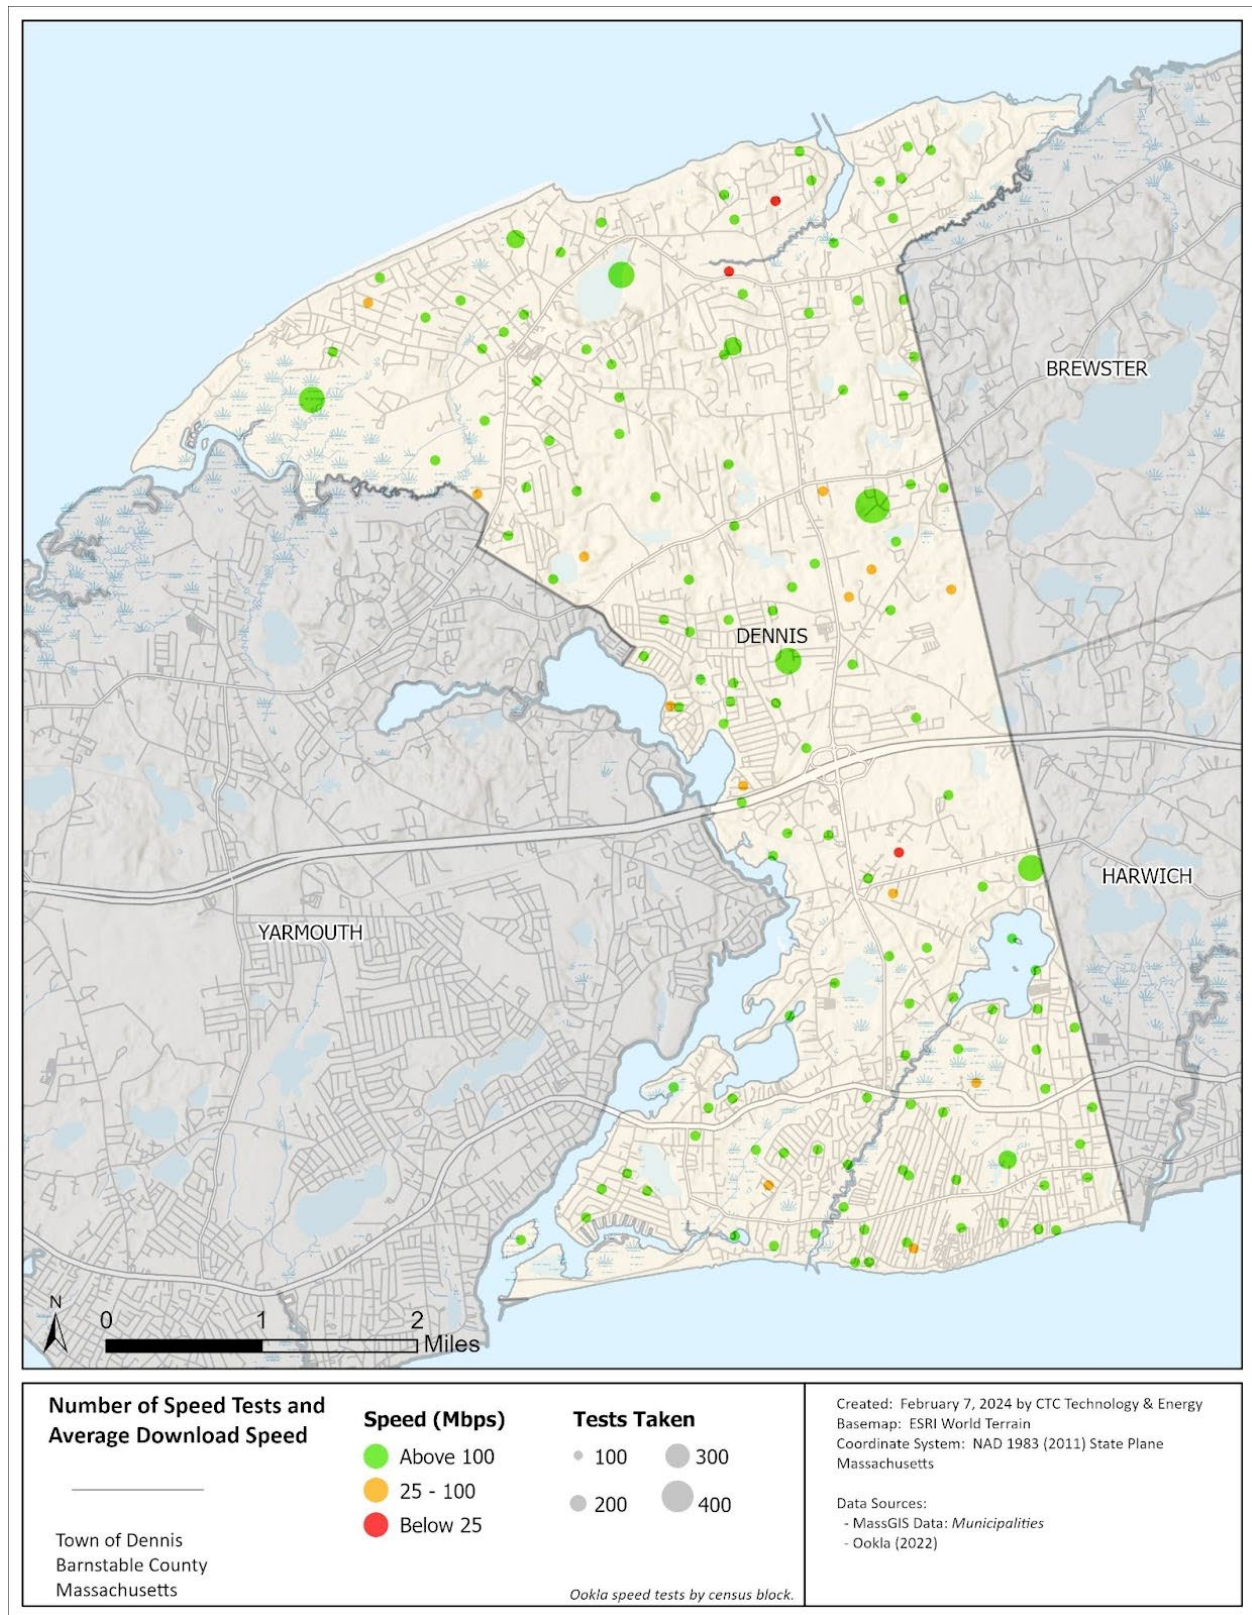 BREWSTER
DENNIS
HARWICH
YARMOUTH
N
0 1 2
Miles
Number of Speed Tests and
Average Download Speed
Town of Dennis
Barnstable County
Massachusetts
Speed (Mbps)
Above 100
25 - 100
Below 25
Tests Taken
100 300
200 400
Ookla speed tests by census block.
Created: February 7, 2024 by CTC Technology & Energy
Basemap: ESRI World Terrain
Coordinate System: NAD 1983 (2011) State Plane
Massachusetts
Data Sources:
- MassGIS Data: Municipalities
- Ookla (2022)